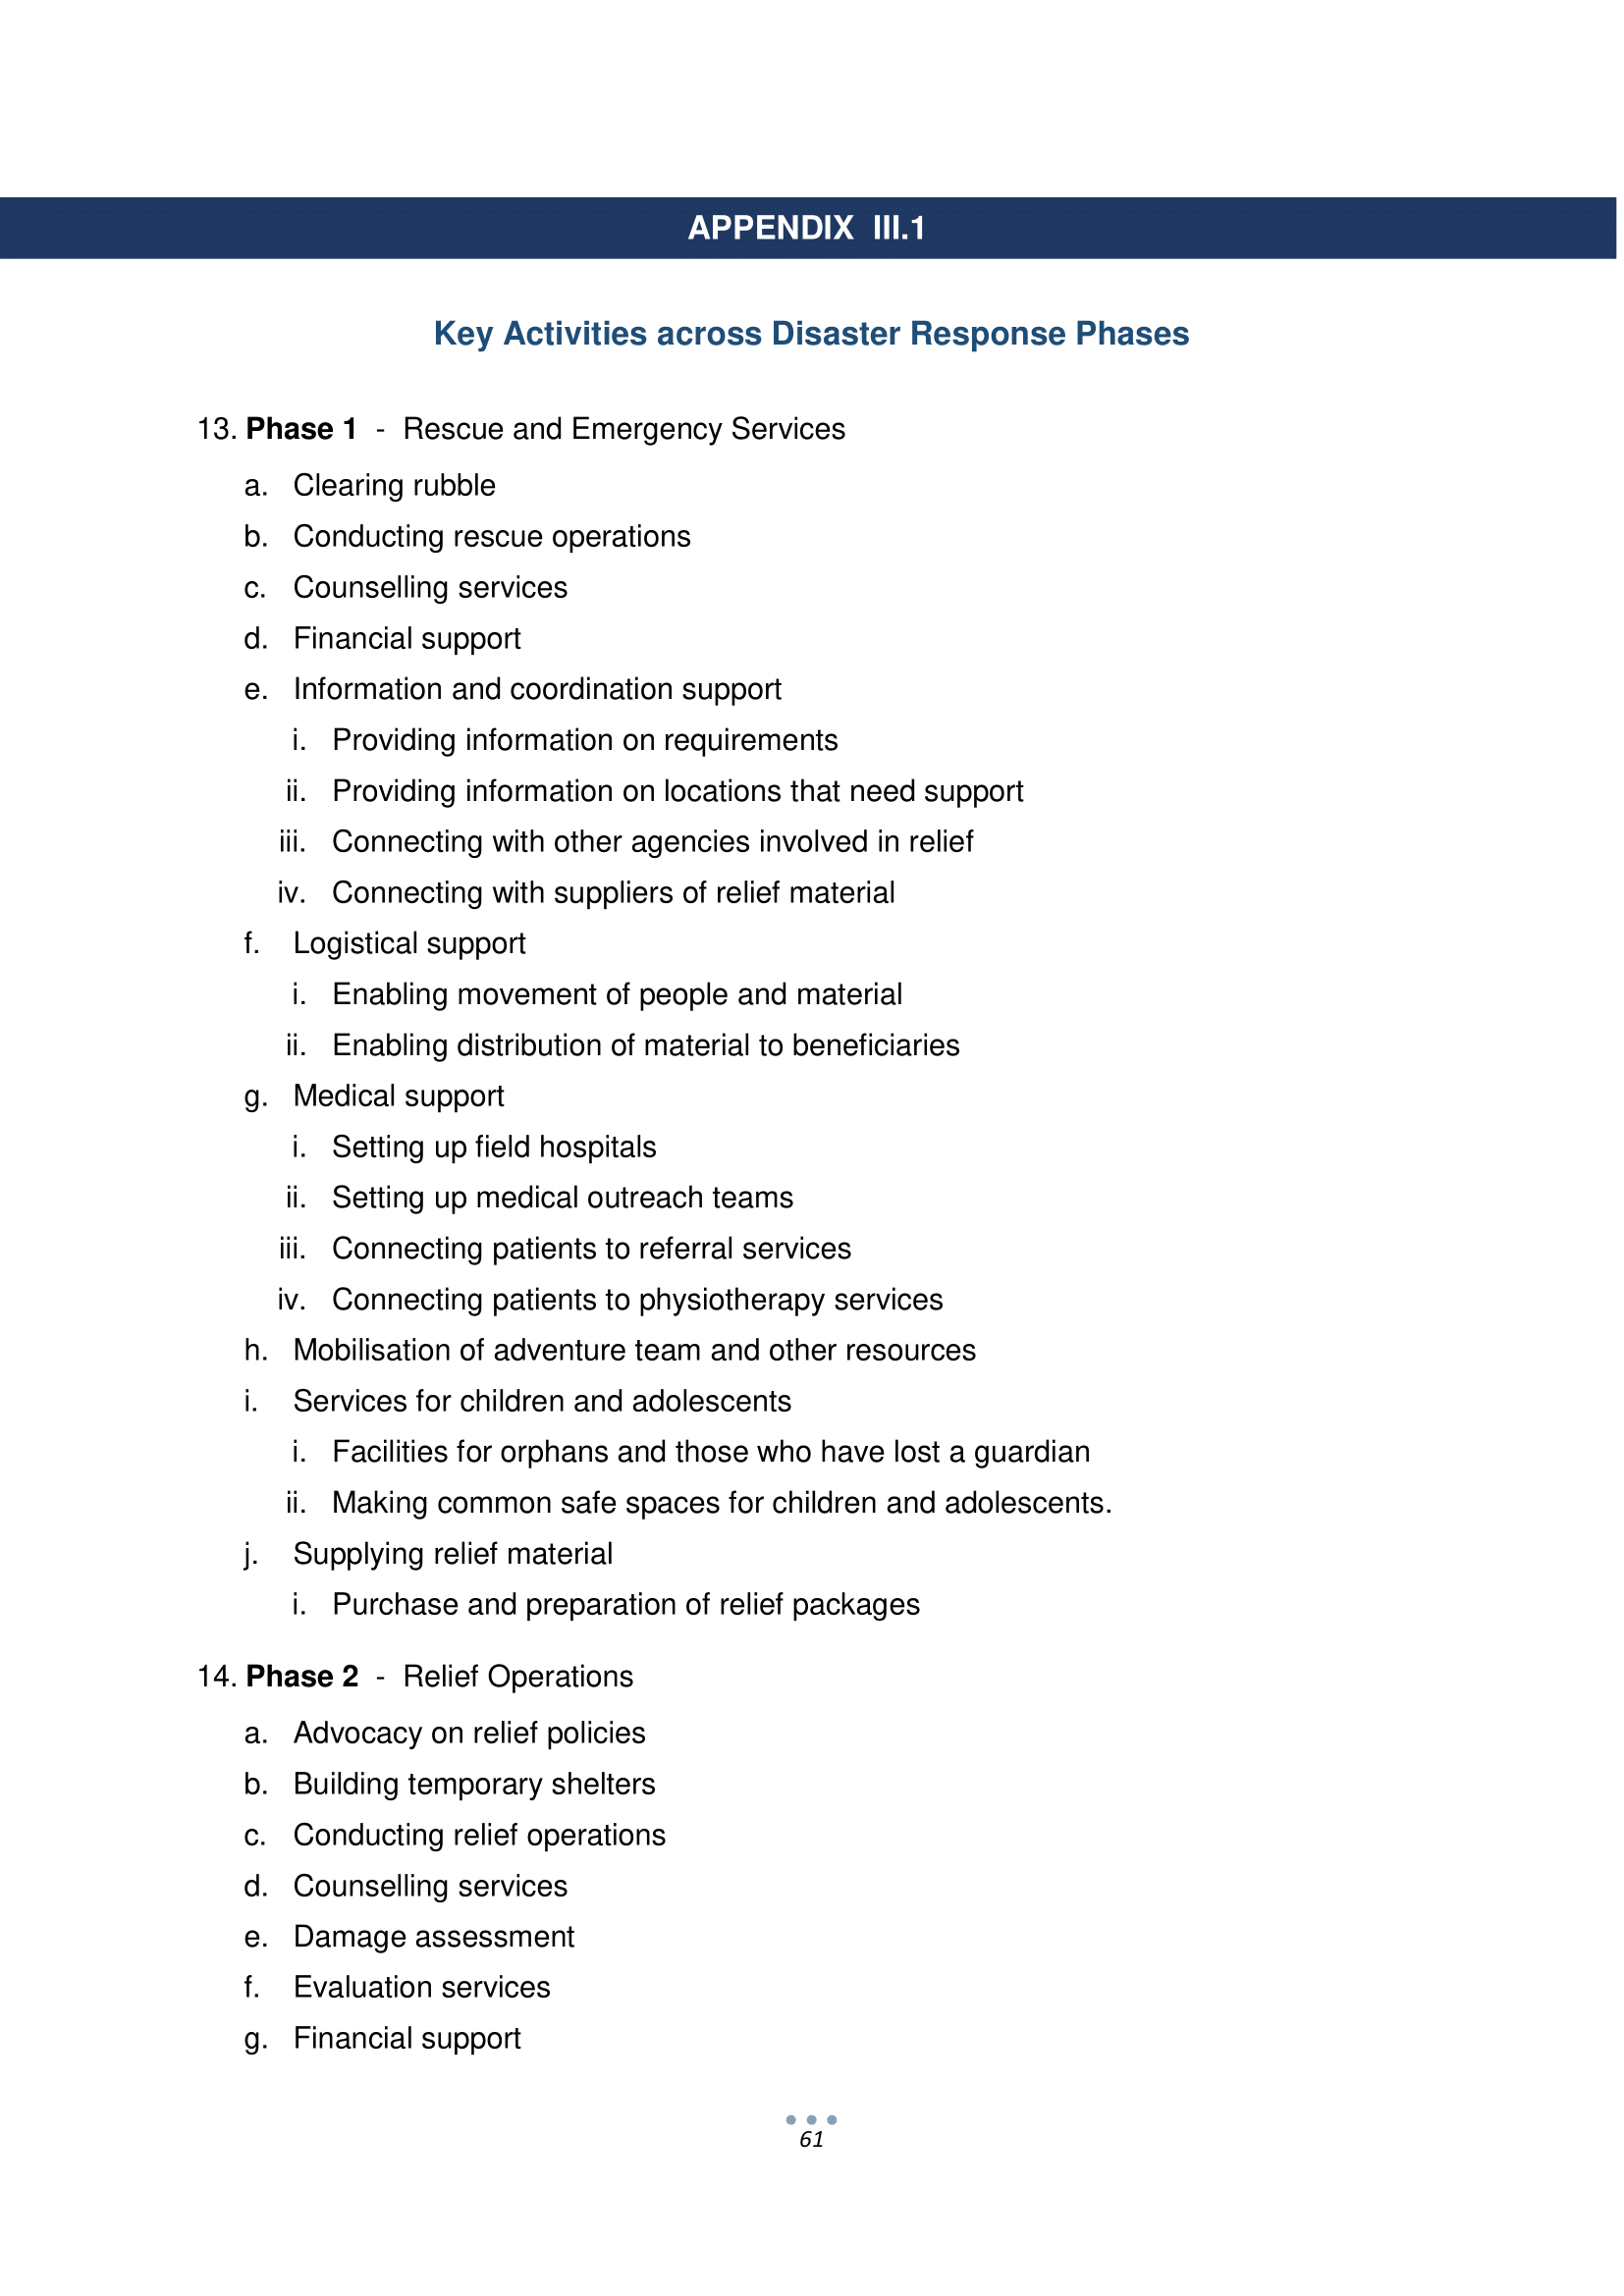 APPENDIX III.1
Key Activities across Disaster Response Phases
13. Phase 1 - Rescue and Emergency Services
a. Clearing rubble
b. Conducting rescue operations
c. Counselling services
d. Financial support
e. Information and coordination support
i. Providing information on requirements
ii. Providing information on locations that need support
iii. Connecting with other agencies involved in relief
iv. Connecting with suppliers of relief material
f. Logistical support
i. Enabling movement of people and material
ii. Enabling distribution of material to beneficiaries
g. Medical support
i. Setting up field hospitals
ii. Setting up medical outreach teams
iii. Connecting patients to referral services
iv. Connecting patients to physiotherapy services
h. Mobilisation of adventure team and other resources
i. Services for children and adolescents
i. Facilities for orphans and those who have lost a guardian
ii. Making common safe spaces for children and adolescents.
j. Supplying relief material
i. Purchase and preparation of relief packages
14. Phase 2 - Relief Operations
a. Advocacy on relief policies
b. Building temporary shelters
c. Conducting relief operations
d. Counselling services
e. Damage assessment
f. Evaluation services
g. Financial support
61